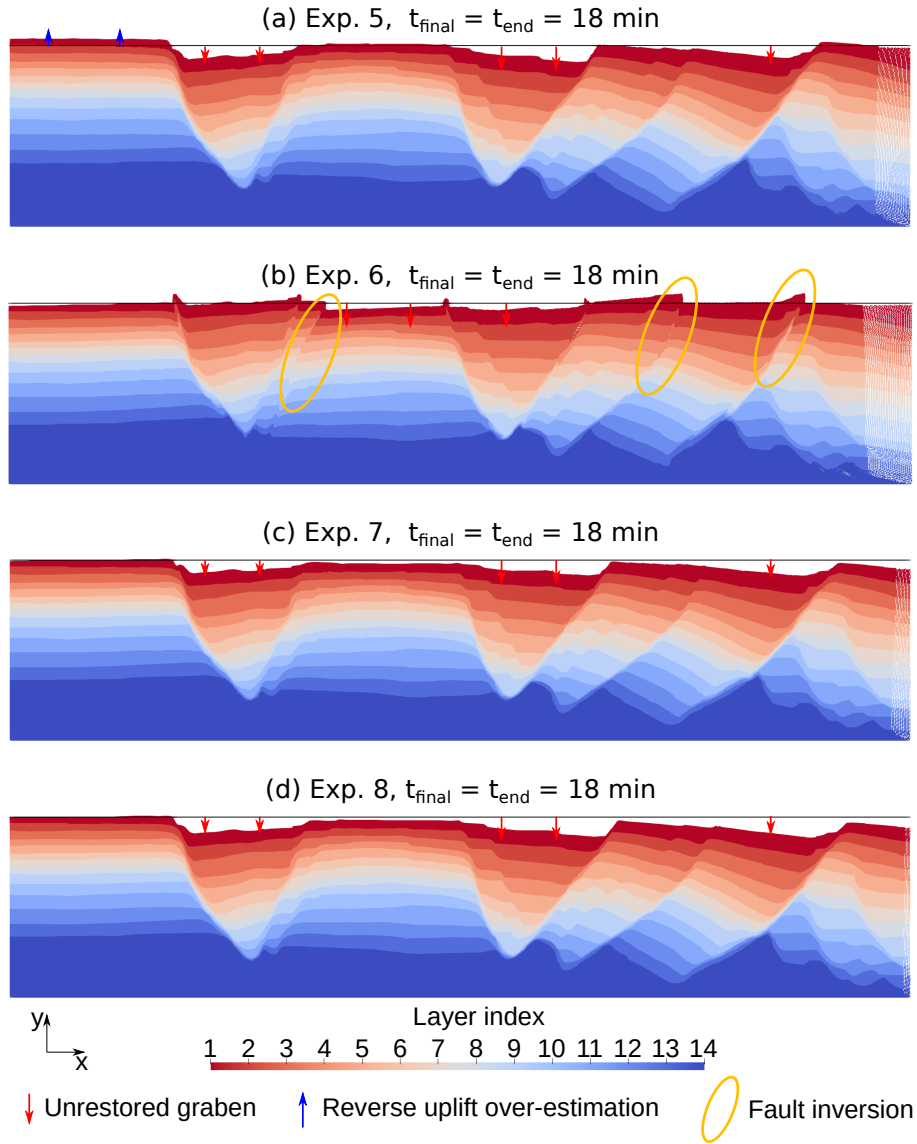 (a) Exp. 5, t_final = t_end = 18 min
(b) Exp. 6, t_final = t_end = 18 min
(c) Exp. 7, t_final = t_end = 18 min
(d) Exp. 8, t_final = t_end = 18 min
y
x
Layer index
1 2 3 4 5 6 7 8 9 10 11 12 13 14
Unrestored graben
Reverse uplift over-estimation
Fault inversion